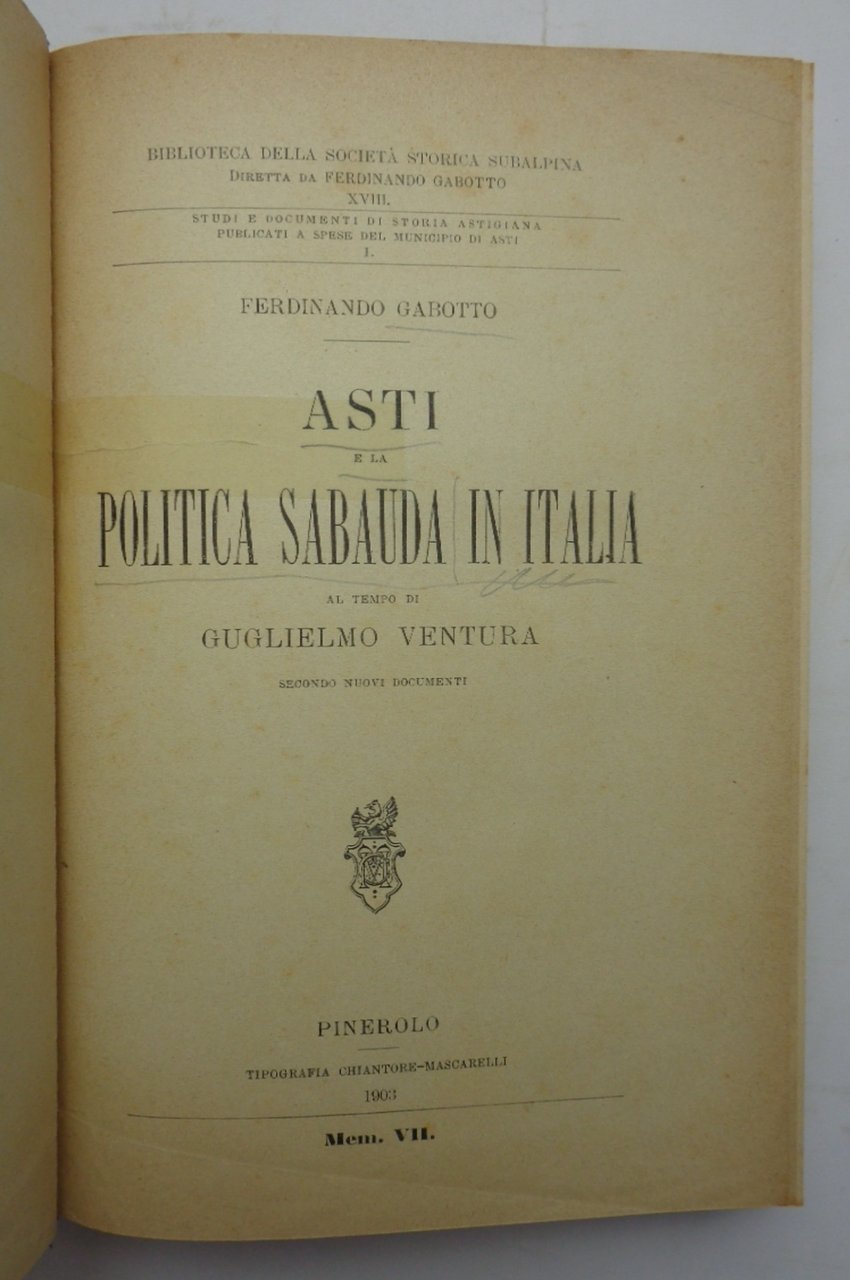 BIBLIOTECA DELLA SOCIETÀ STORICA SUBALPINA
DIRETTA DA FERDINANDO GABOTTO
XVIII.
STUDI E DOCUMENTI DI STORIA ASTIGIANA
PUBLICATI A SPESE DEL MUNICIPIO DI ASTI
I.
FERDINANDO GABOTTO
ASTI
E LA
POLITICA SABAUDA IN ITALIA
AL TEMPO DI
GUGLIELMO VENTURA
SECONDO NUOVI DOCUMENTI
PINEROLO
TIPOGRAFIA CHIANTORE-MASCARELLI
1903
Mem. VII.